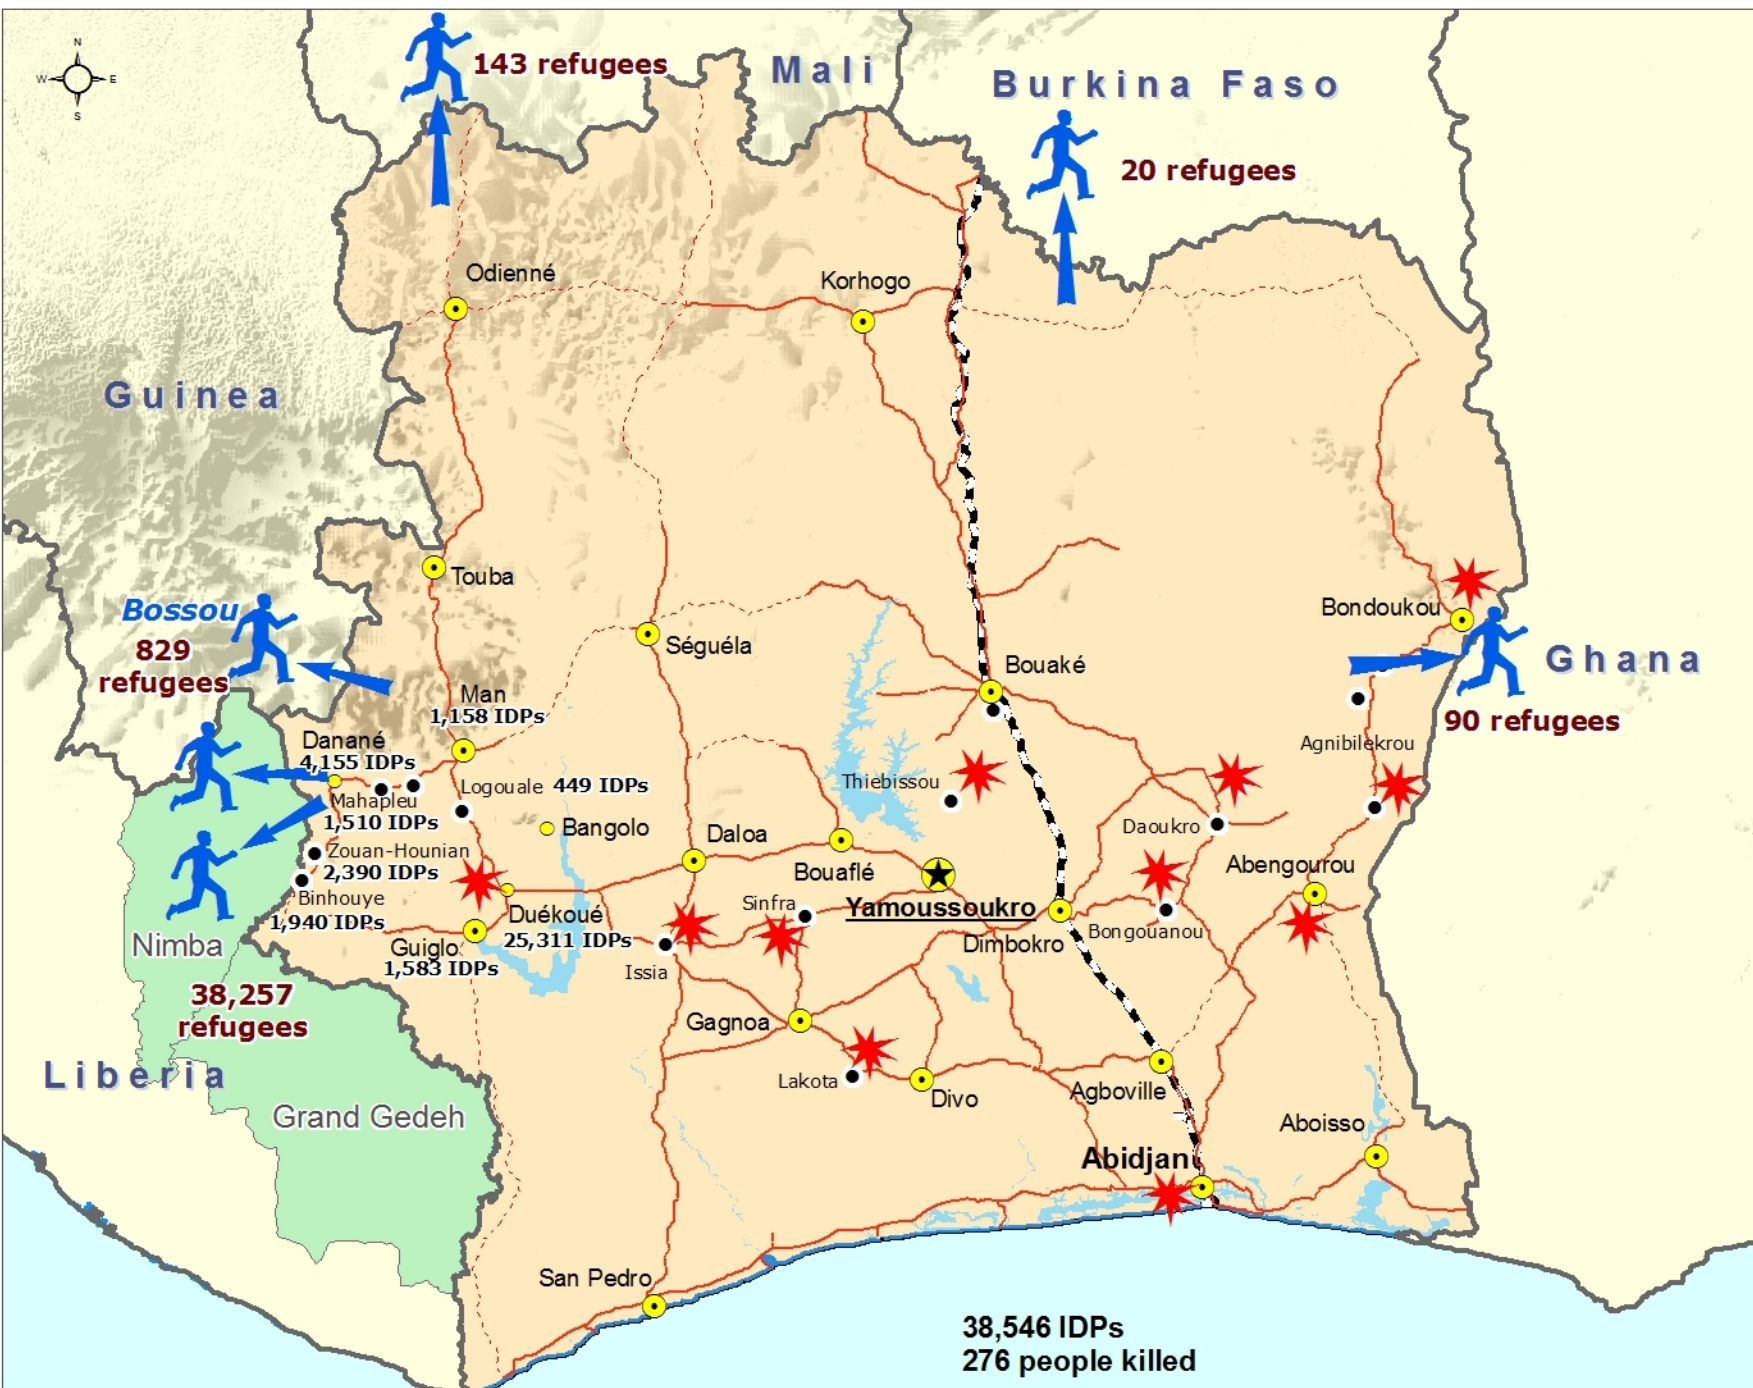 N
W E
S
143 refugees
Mali
Burkina Faso
20 refugees
Odienné
Korhogo
Guinea
Touba
Bossou
829
refugees
Séguéla
Bondoukou
Ghana
90 refugees
Bouaké
Man
1,158 IDPs
Danané
4,155 IDPs
Agnibilekrou
Logouale 449 IDPs
Thiebissou
Mahapleu
1,510 IDPs
Bangolo
Daloa
Daoukro
Zouan-Hounian
2,390 IDPs
Bouaflé
Abengourou
Binhouye
1,940 IDPs
Duékoué
25,311 IDPs
Sinfra
Yamoussoukro
Dimbokro
Bongouanou
Nimba
Guiglo
1,583 IDPs
Issia
38,257
refugees
Gagnoa
Liberia
Lakota
Divo
Agboville
Grand Gedeh
Aboisso
Abidjan
San Pedro
38,546 IDPs
276 people killed